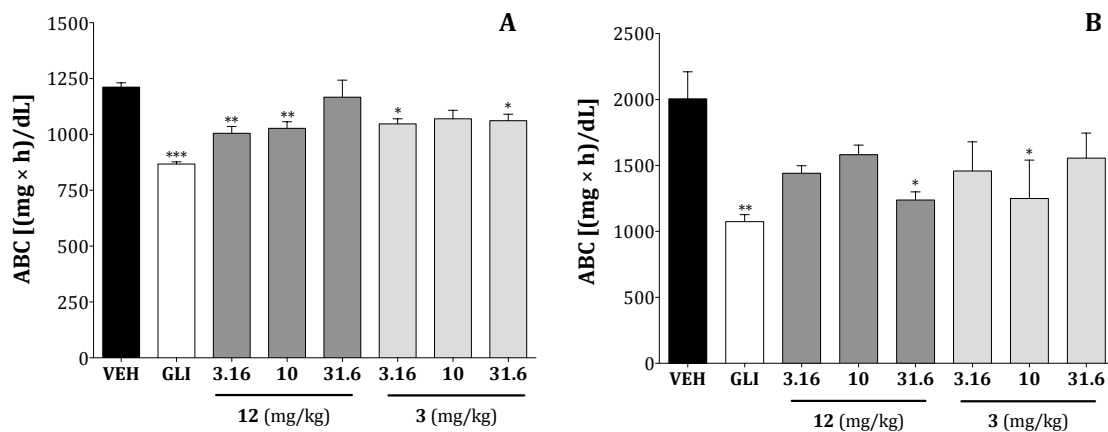 A
ABC [(mg × h)/dL]
1500
1250
1000
750
500
250
0
***
**
**
*
*
VEH GLI 3.16 10 31.6 3.16 10 31.6
12 (mg/kg) 3 (mg/kg)
B
ABC [(mg × h)/dL]
2500
2000
1500
1000
500
0
**
*
*
VEH GLI 3.16 10 31.6 3.16 10 31.6
12 (mg/kg) 3 (mg/kg)